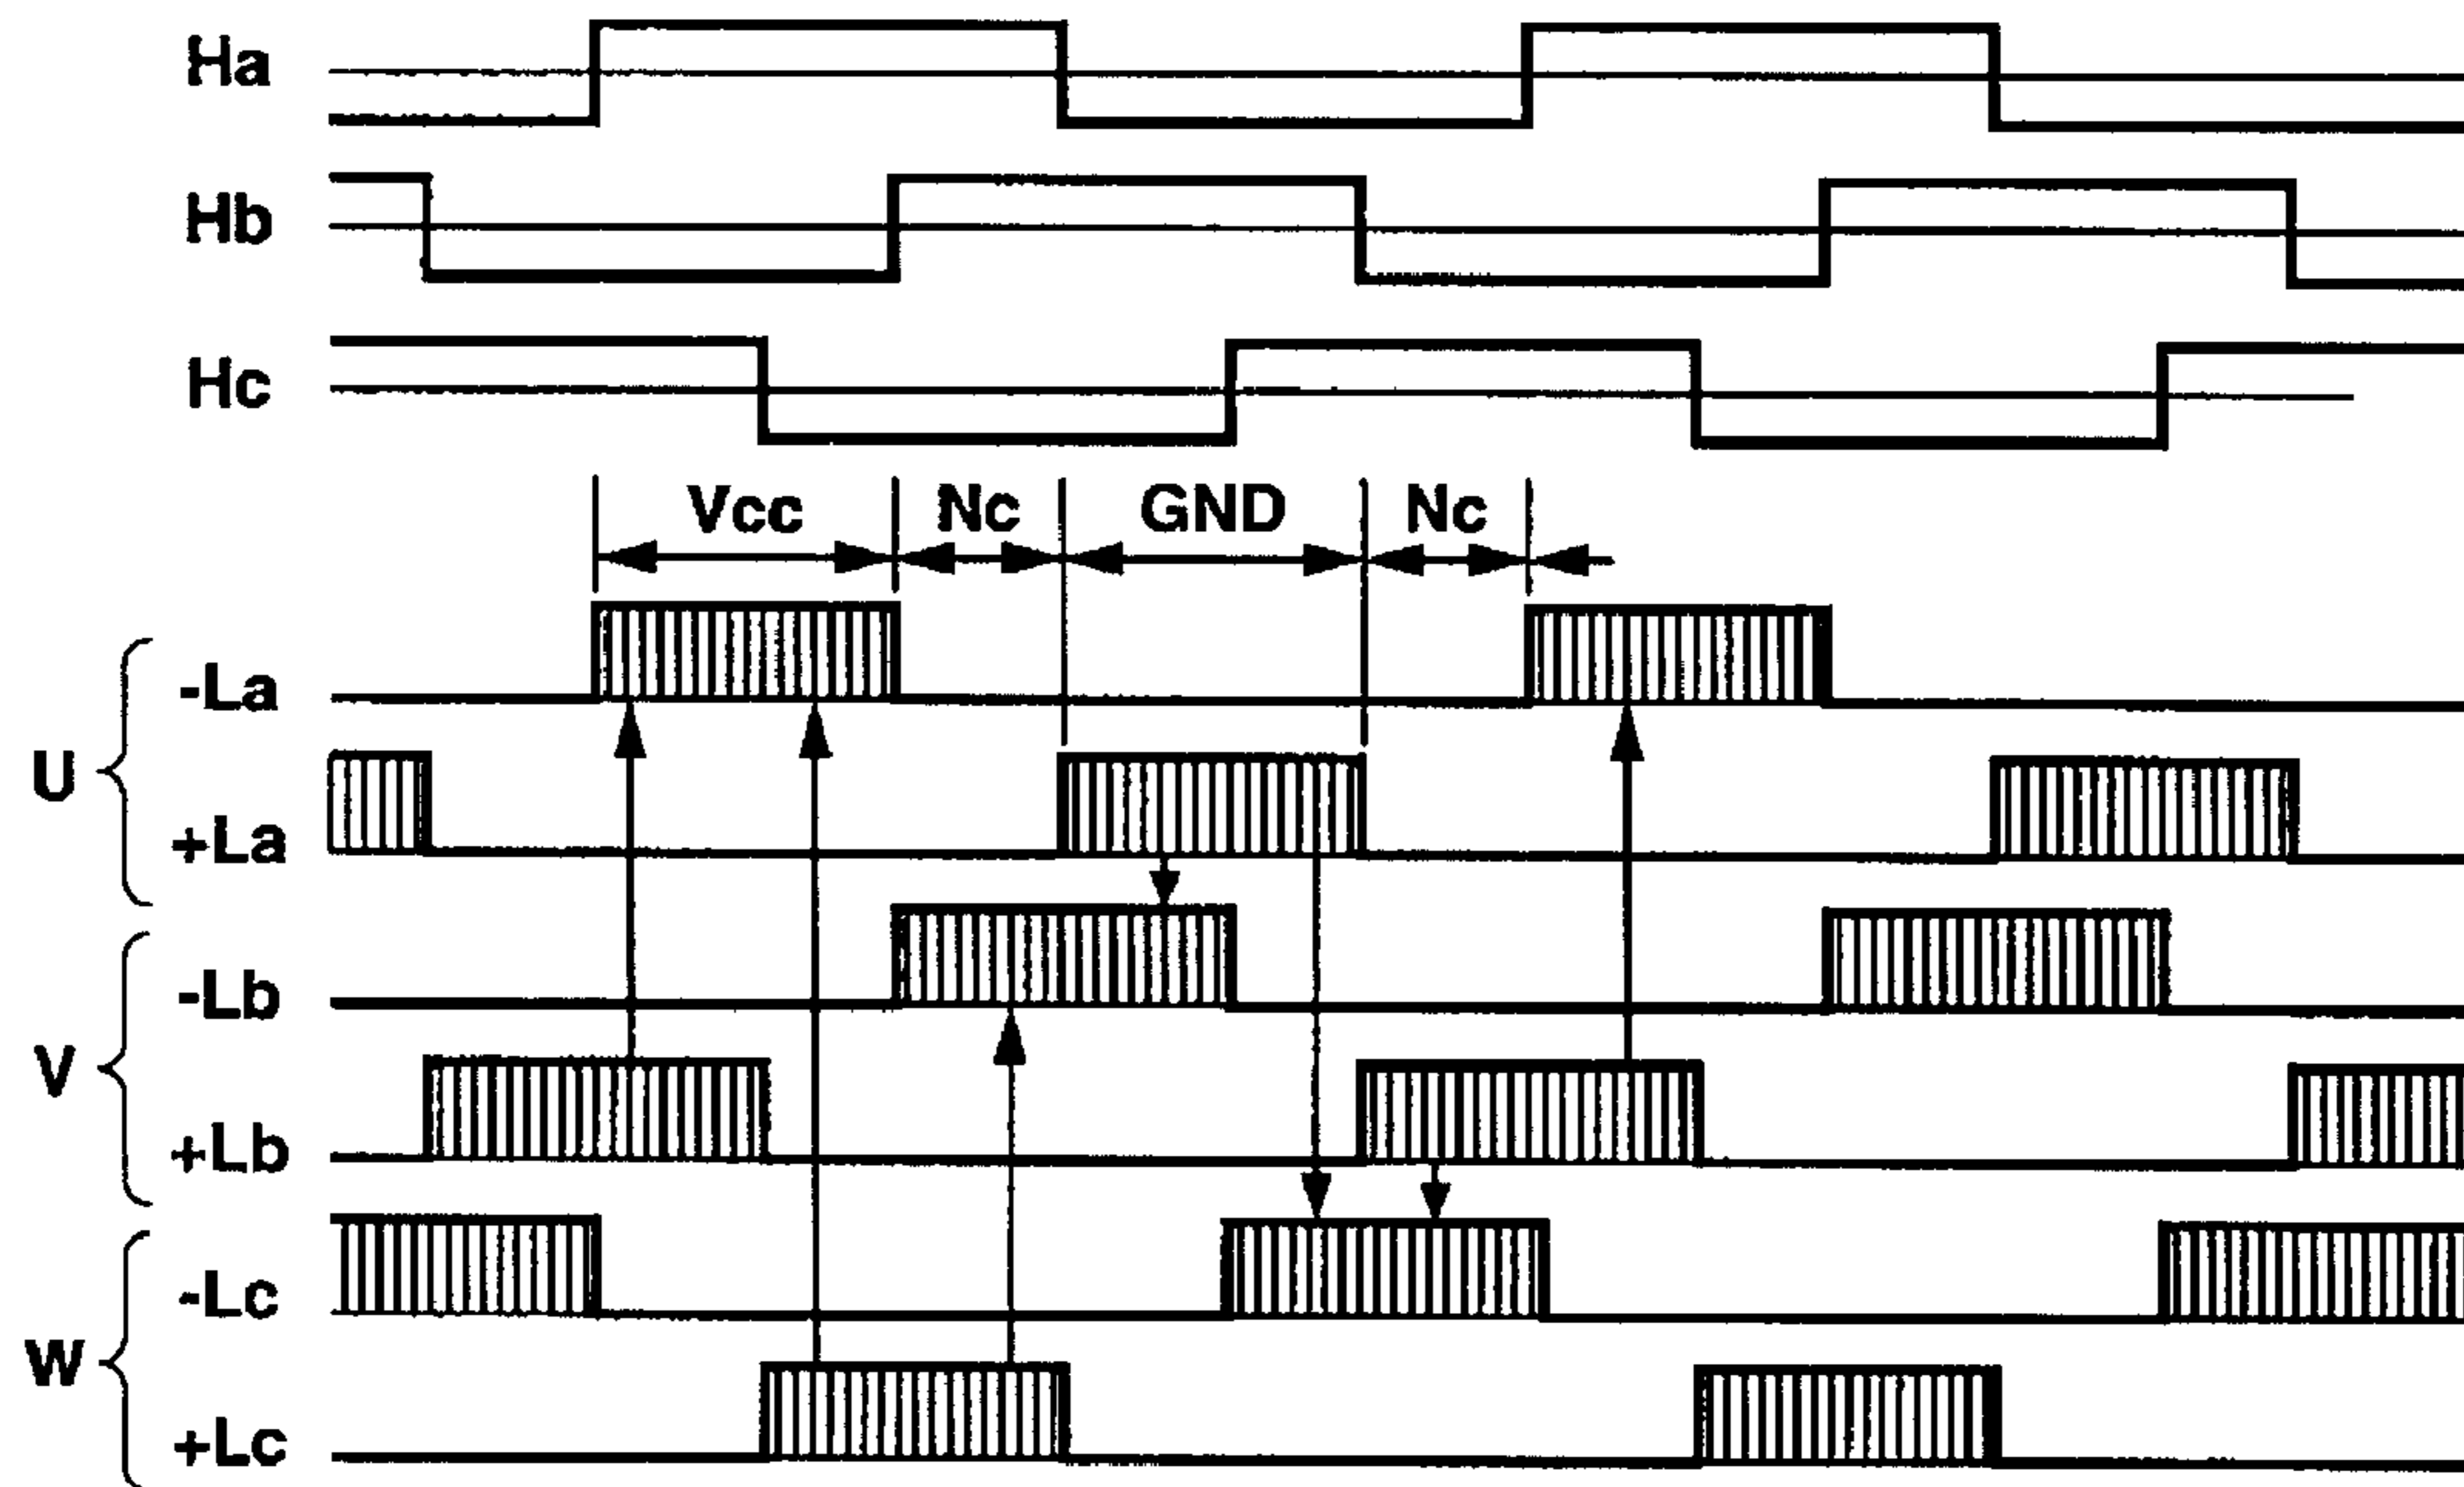 Ha
Hb
Hc
Vcc Nc GND Nc
-La
U
+La
-Lb
V
+Lb
-Lc
W
+Lc